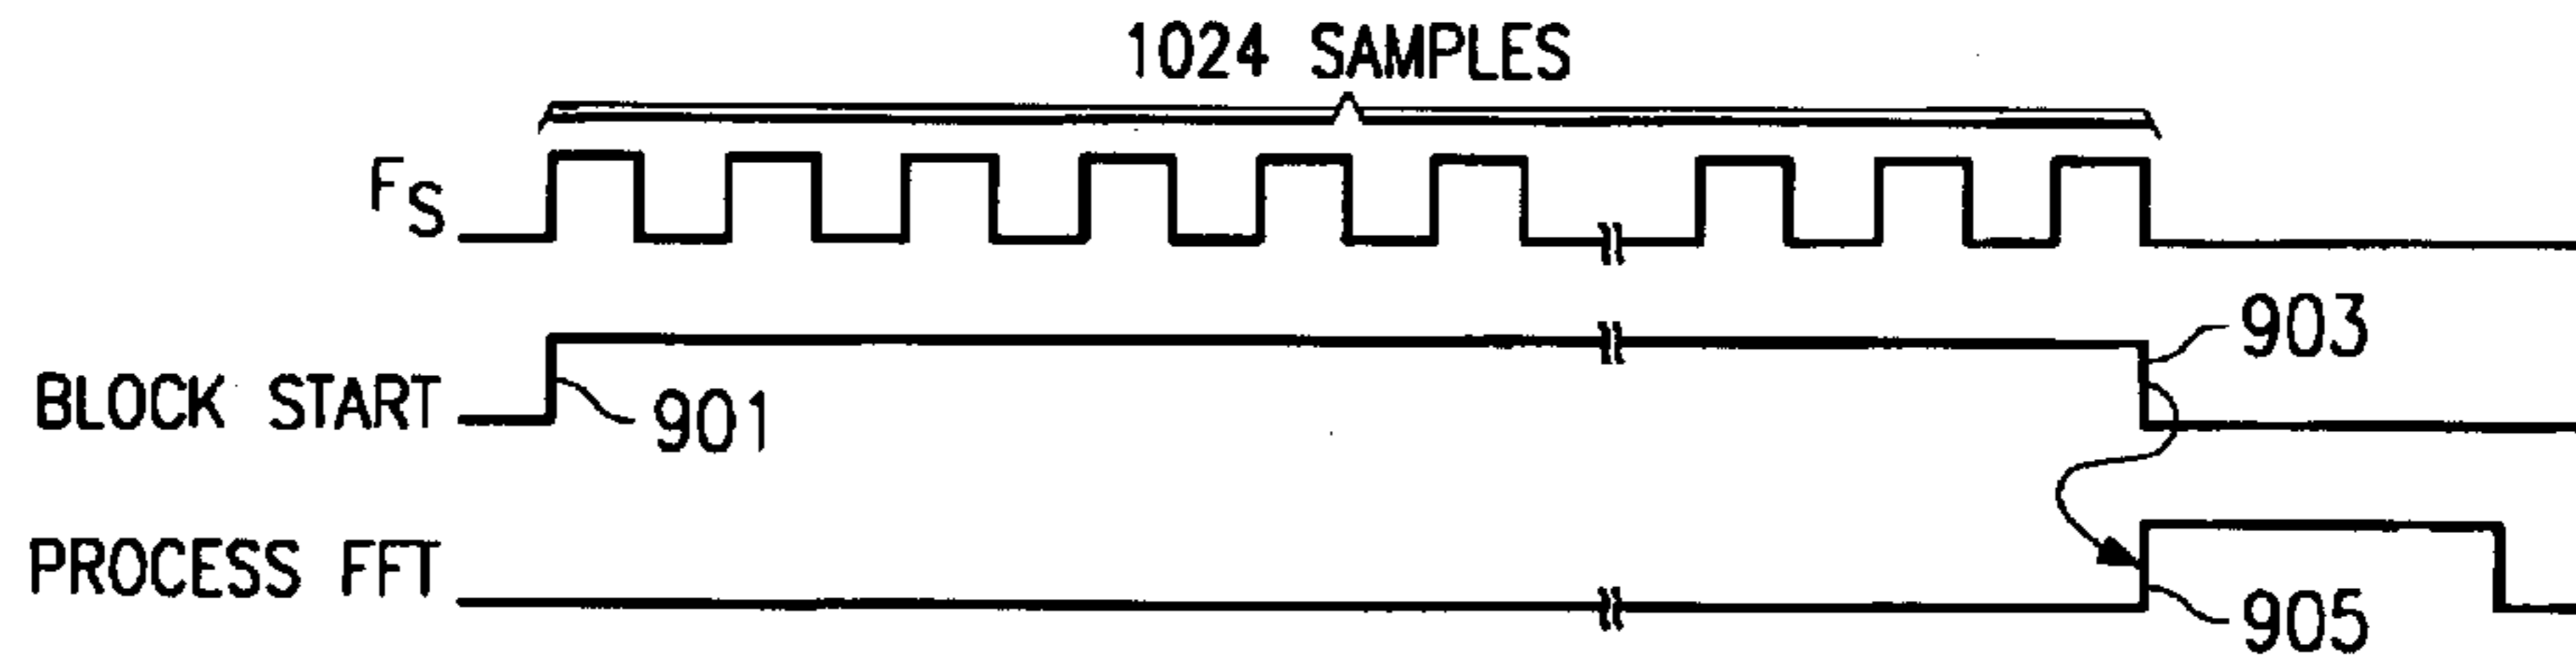 1024 SAMPLES
FS
BLOCK START
901
903
PROCESS FFT
905